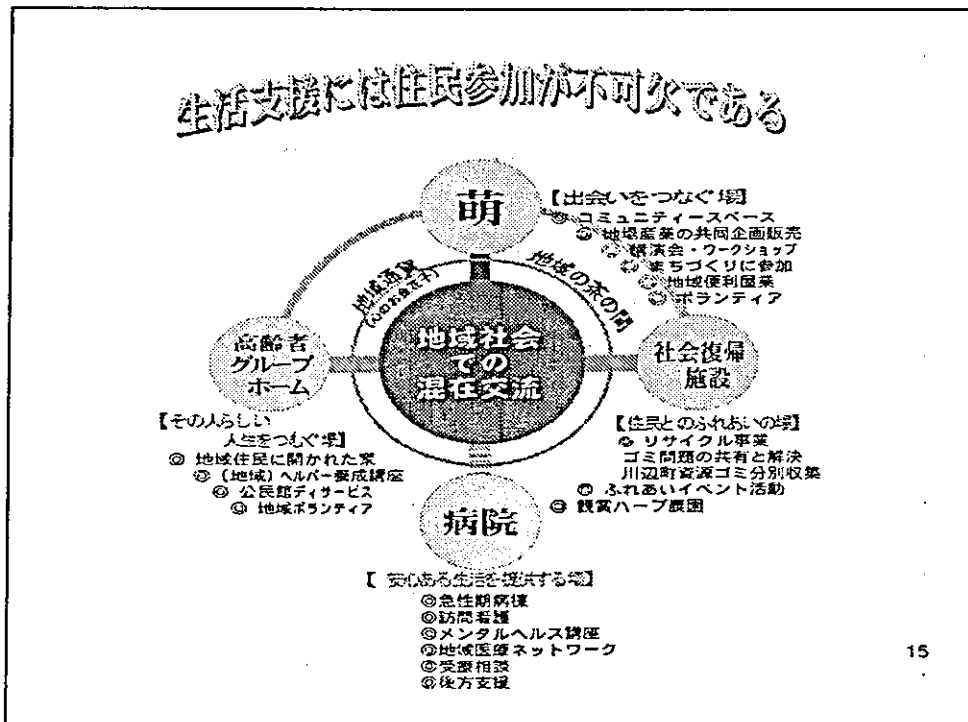 生活支援には住民参加が不可欠である
萌
【出会いをつなぐ場】
◎ コミュニティースペース
◎ 地域産業の共同企画販売
◎ 講演会・ワークショップ
◎ まちづくりに参加
◎ 地域便利屋業
◎ ボランティア
地域通貨
地域の茶の間
地域社会
での
混在交流
高齢者
グループ
ホーム
【その人らしい
人生をつむぐ場】
◎ 地域住民に開かれた家
◎ (地域) ヘルパー養成講座
◎ 公民館ディサービス
◎ 地域ボランティア
社会復帰
施設
【住民とのふれあいの場】
◎ リサイクル事業
ゴミ問題の共有と解決
川辺町資源ゴミ分別収集
◎ ふれあいイベント活動
◎ 観賞ハーブ農園
病院
【 安心ある生活を提供する場】
◎急性期病棟
◎訪問看護
◎メンタルヘルス講座
◎地域医療ネットワーク
◎受療相談
◎後方支援
15